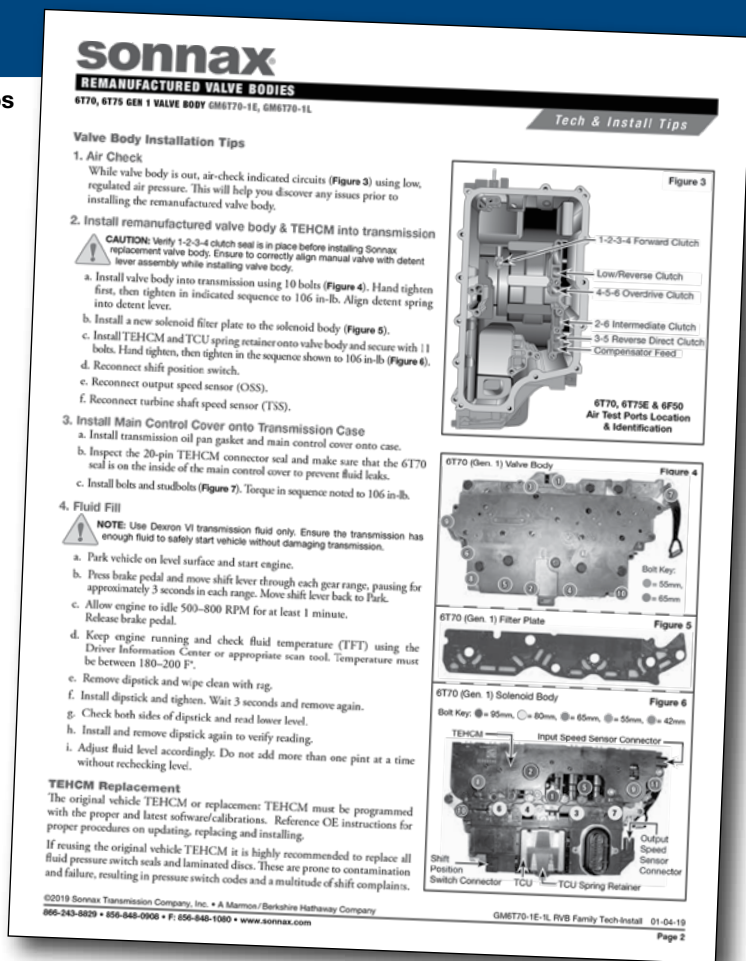 os
sonnax
REMANUFACTURED VALVE BODIES
6T70, 6T75 GEN 1 VALVE BODY GM6T70-1E, GM6T70-1L
Tech & Install Tips
Valve Body Installation Tips
1. Air Check
While valve body is out, air-check indicated circuits (Figure 3) using low,
regulated air pressure. This will help you discover any issues prior to
installing the remanufactured valve body.
2. Install remanufactured valve body & TEHCM into transmission
CAUTION: Verify 1-2-3-4 clutch seal is in place before installing Sonnax
replacement valve body. Ensure to correctly align manual valve with detent
lever assembly while installing valve body.
a. Install valve body into transmission using 10 bolts (Figure 4). Hand tighten
first, then tighten in indicated sequence to 106 in-lb. Align detent spring
into detent lever.
b. Install a new solenoid filter plate to the solenoid body (Figure 5).
c. Install TEHCM and TCU spring retainer onto valve body and secure with 11
bolts. Hand tighten, then tighten in the sequence shown to 106 in-lb (Figure 6).
d. Reconnect shift position switch.
e. Reconnect output speed sensor (OSS).
f. Reconnect turbine shaft speed sensor (TSS).
3. Install Main Control Cover onto Transmission Case
a. Install transmission oil pan gasket and main control cover onto case.
b. Inspect the 20-pin TEHCM connector seal and make sure that the 6T70
seal is on the inside of the main control cover to prevent fluid leaks.
c. Install bolts and studbolts (Figure 7). Torque in sequence noted to 106 in-lb.
4. Fluid Fill
NOTE: Use Dexron VI transmission fluid only. Ensure the transmission has
enough fluid to safely start vehicle without damaging transmission.
a. Park vehicle on level surface and start engine.
b. Press brake pedal and move shift lever through each gear range, pausing for
approximately 3 seconds in each range. Move shift lever back to Park.
c. Allow engine to idle 500–800 RPM for at least 1 minute.
Release brake pedal.
d. Keep engine running and check fluid temperature (TFT) using the
Driver Information Center or appropriate scan tool. Temperature must
be between 180–200 F°.
e. Remove dipstick and wipe clean with rag.
f. Install dipstick and tighten. Wait 3 seconds and remove again.
g. Check both sides of dipstick and read lower level.
h. Install and remove dipstick again to verify reading.
i. Adjust fluid level accordingly. Do not add more than one pint at a time
without rechecking level.
TEHCM Replacement
The original vehicle TEHCM or replacement TEHCM must be programmed
with the proper and latest software/calibrations. Reference OE instructions for
proper procedures on updating, replacing and installing.
If reusing the original vehicle TEHCM it is highly recommended to replace all
fluid pressure switch seals and laminated discs. These are prone to contamination
and failure, resulting in pressure switch codes and a multitude of shift complaints.
Figure 3
1-2-3-4 Forward Clutch
Low/Reverse Clutch
4-5-6 Overdrive Clutch
2-6 Intermediate Clutch
3-5 Reverse Direct Clutch
Compensator Feed
6T70, 6T75E & 6F50
Air Test Ports Location
& Identification
6T70 (Gen. 1) Valve Body
Figure 4
Bolt Key:
= 55mm,
= 65mm
6T70 (Gen. 1) Filter Plate
Figure 5
6T70 (Gen. 1) Solenoid Body
Figure 6
Bolt Key: = 95mm, = 80mm, = 65mm, = 55mm, = 42mm
TEHCM
Input Speed Sensor Connector
6 4 3 7
Output
Speed
Sensor
Connector
Shift
Position
Switch Connector
TCU
TCU Spring Retainer
©2019 Sonnax Transmission Company, Inc. • A Marmon/Berkshire Hathaway Company
866-243-8829 • 856-848-0908 • F: 856-848-1080 • www.sonnax.com
GM6T70-1E-1L RVB Family Tech-Install 01-04-19
Page 2